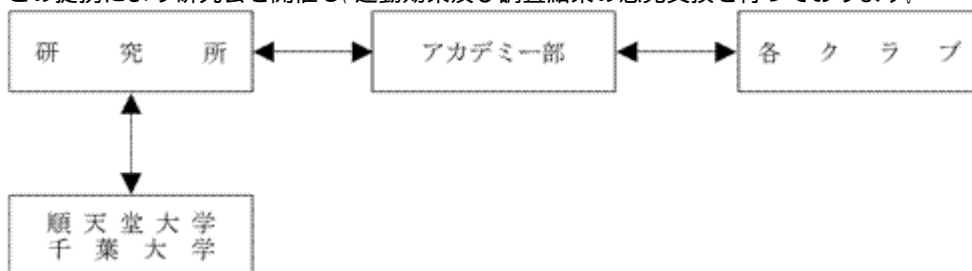 との提携により研究会を開催し、運動効果及び調査結果の意見交換を行っております。
研究所
アカデミー部
各クラブ
順天堂大学
千葉大学